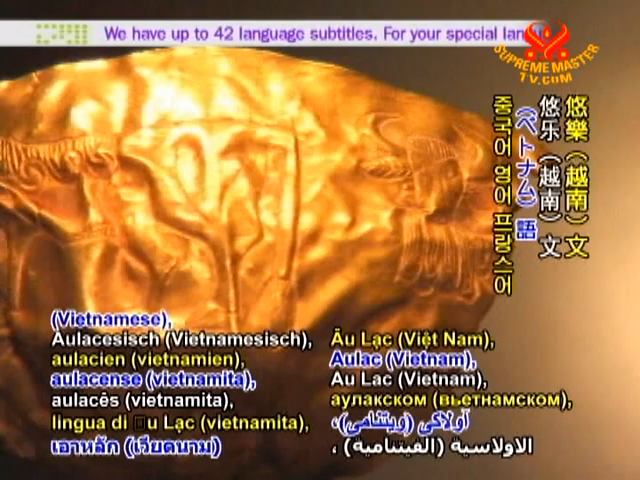 We have up to 42 language subtitles. For your special
SUPREME MASTER
TV.COM
悠樂（越南）文
悠乐（越南）文
（ベトナム）語
중국어 영어 프랑스어
(Vietnamese),
Aulacesisch (Vietnamesisch),
aulacien (vietnamien),
aulacense (vietnamita),
aulacês (vietnamita),
lingua di Lạc (vietnamita),
เอาหลัก (เวียดนาม)
Âu Lạc (Việt Nam),
Aulac (Vietnam),
Au Lac (Vietnam),
аулакском (вьетнамском),
آولاکی (ویتنامی)،
الاولاسية (الفيتنامية) ،